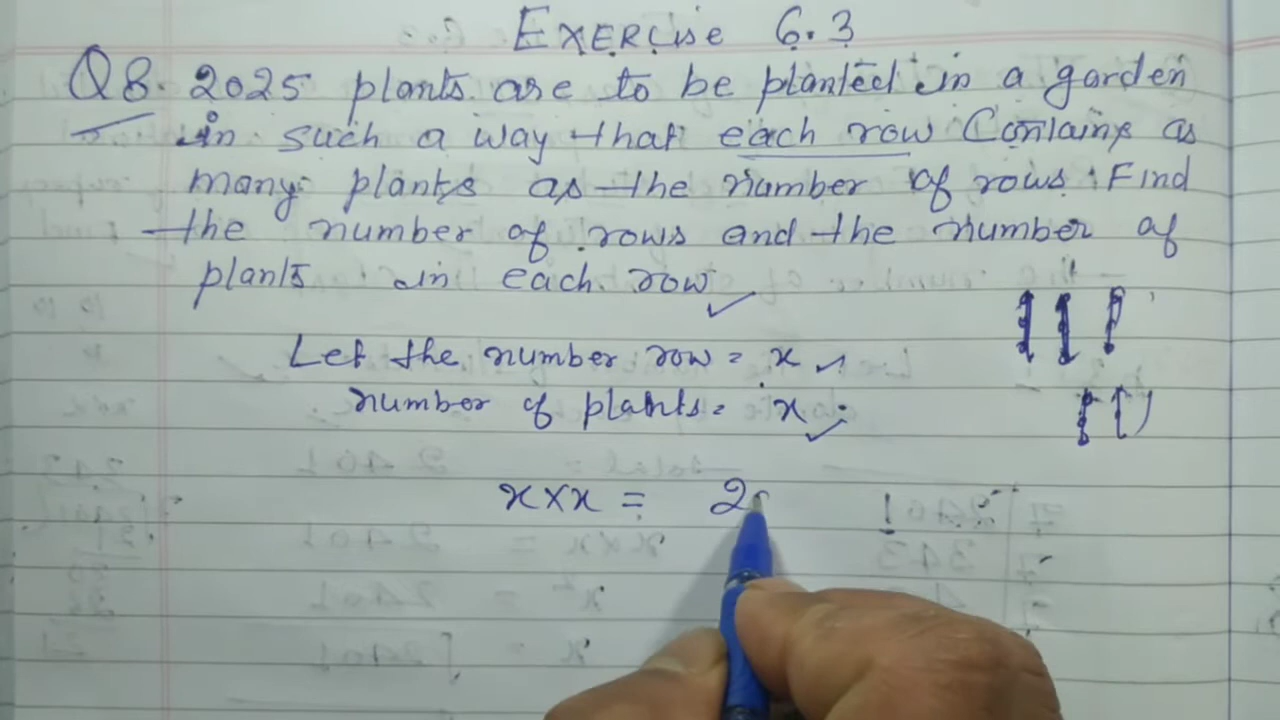 Exercise 6.3
Q8. 2025 plants are to be planted in a garden
in such a way that each row Contains as
many plants as the number of rows. Find
the number of rows and the number of
plants in each row
Let the number row = x
number of plants = x
x×x = 2